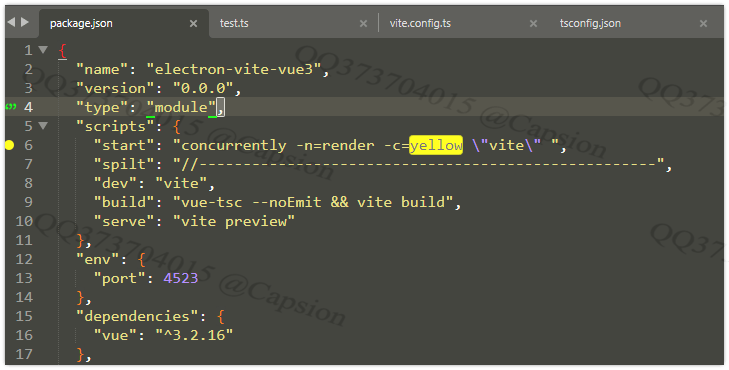 package.json × test.ts × vite.config.ts × tsconfig.json ×
1 {
2 "name": "electron-vite-vue3",
3 "version": "0.0.0",
4 "type": "module",
5 "scripts": {
6 "start": "concurrently -n=render -c=yellow \"vite\" ",
7 "spilt": "//-----------------------------------------------------",
8 "dev": "vite",
9 "build": "vue-tsc --noEmit && vite build",
10 "serve": "vite preview"
11 },
12 "env": {
13 "port": 4523
14 },
15 "dependencies": {
16 "vue": "^3.2.16"
17 },
QQ373704015 @Capsion
QQ373704015 @Capsion